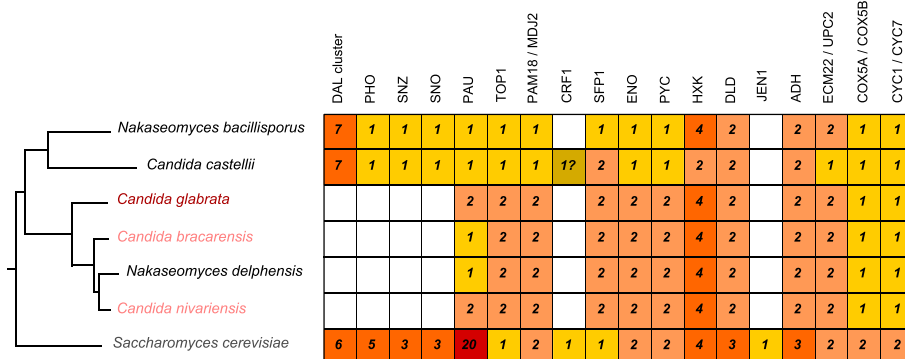 DAL cluster PHO SNZ SNO PAU TOP1 PAM18 / MDJ2 CRF1 SFP1 ENO PYC HXK DLD JEN1 ADH ECM22 / UPC2 COX5A / COX5B CYC1 / CYC7
Nakaseomyces bacillisporus 7 1 1 1 1 1 1 1 1 1 4 2 2 2 1 1
Candida castellii 7 1 1 1 1 1 1 1? 2 1 1 2 2 2 1 1 1
Candida glabrata 2 2 2 2 2 2 4 2 2 2 1 1
Candida bracarensis 1 2 2 2 2 2 4 2 2 2 1 1
Nakaseomyces delphensis 1 2 2 2 2 2 4 2 2 2 1 1
Candida nivariensis 2 2 2 2 2 2 4 2 2 2 1 1
Saccharomyces cerevisiae 6 5 3 3 20 1 2 1 1 2 2 4 3 1 3 2 2 2